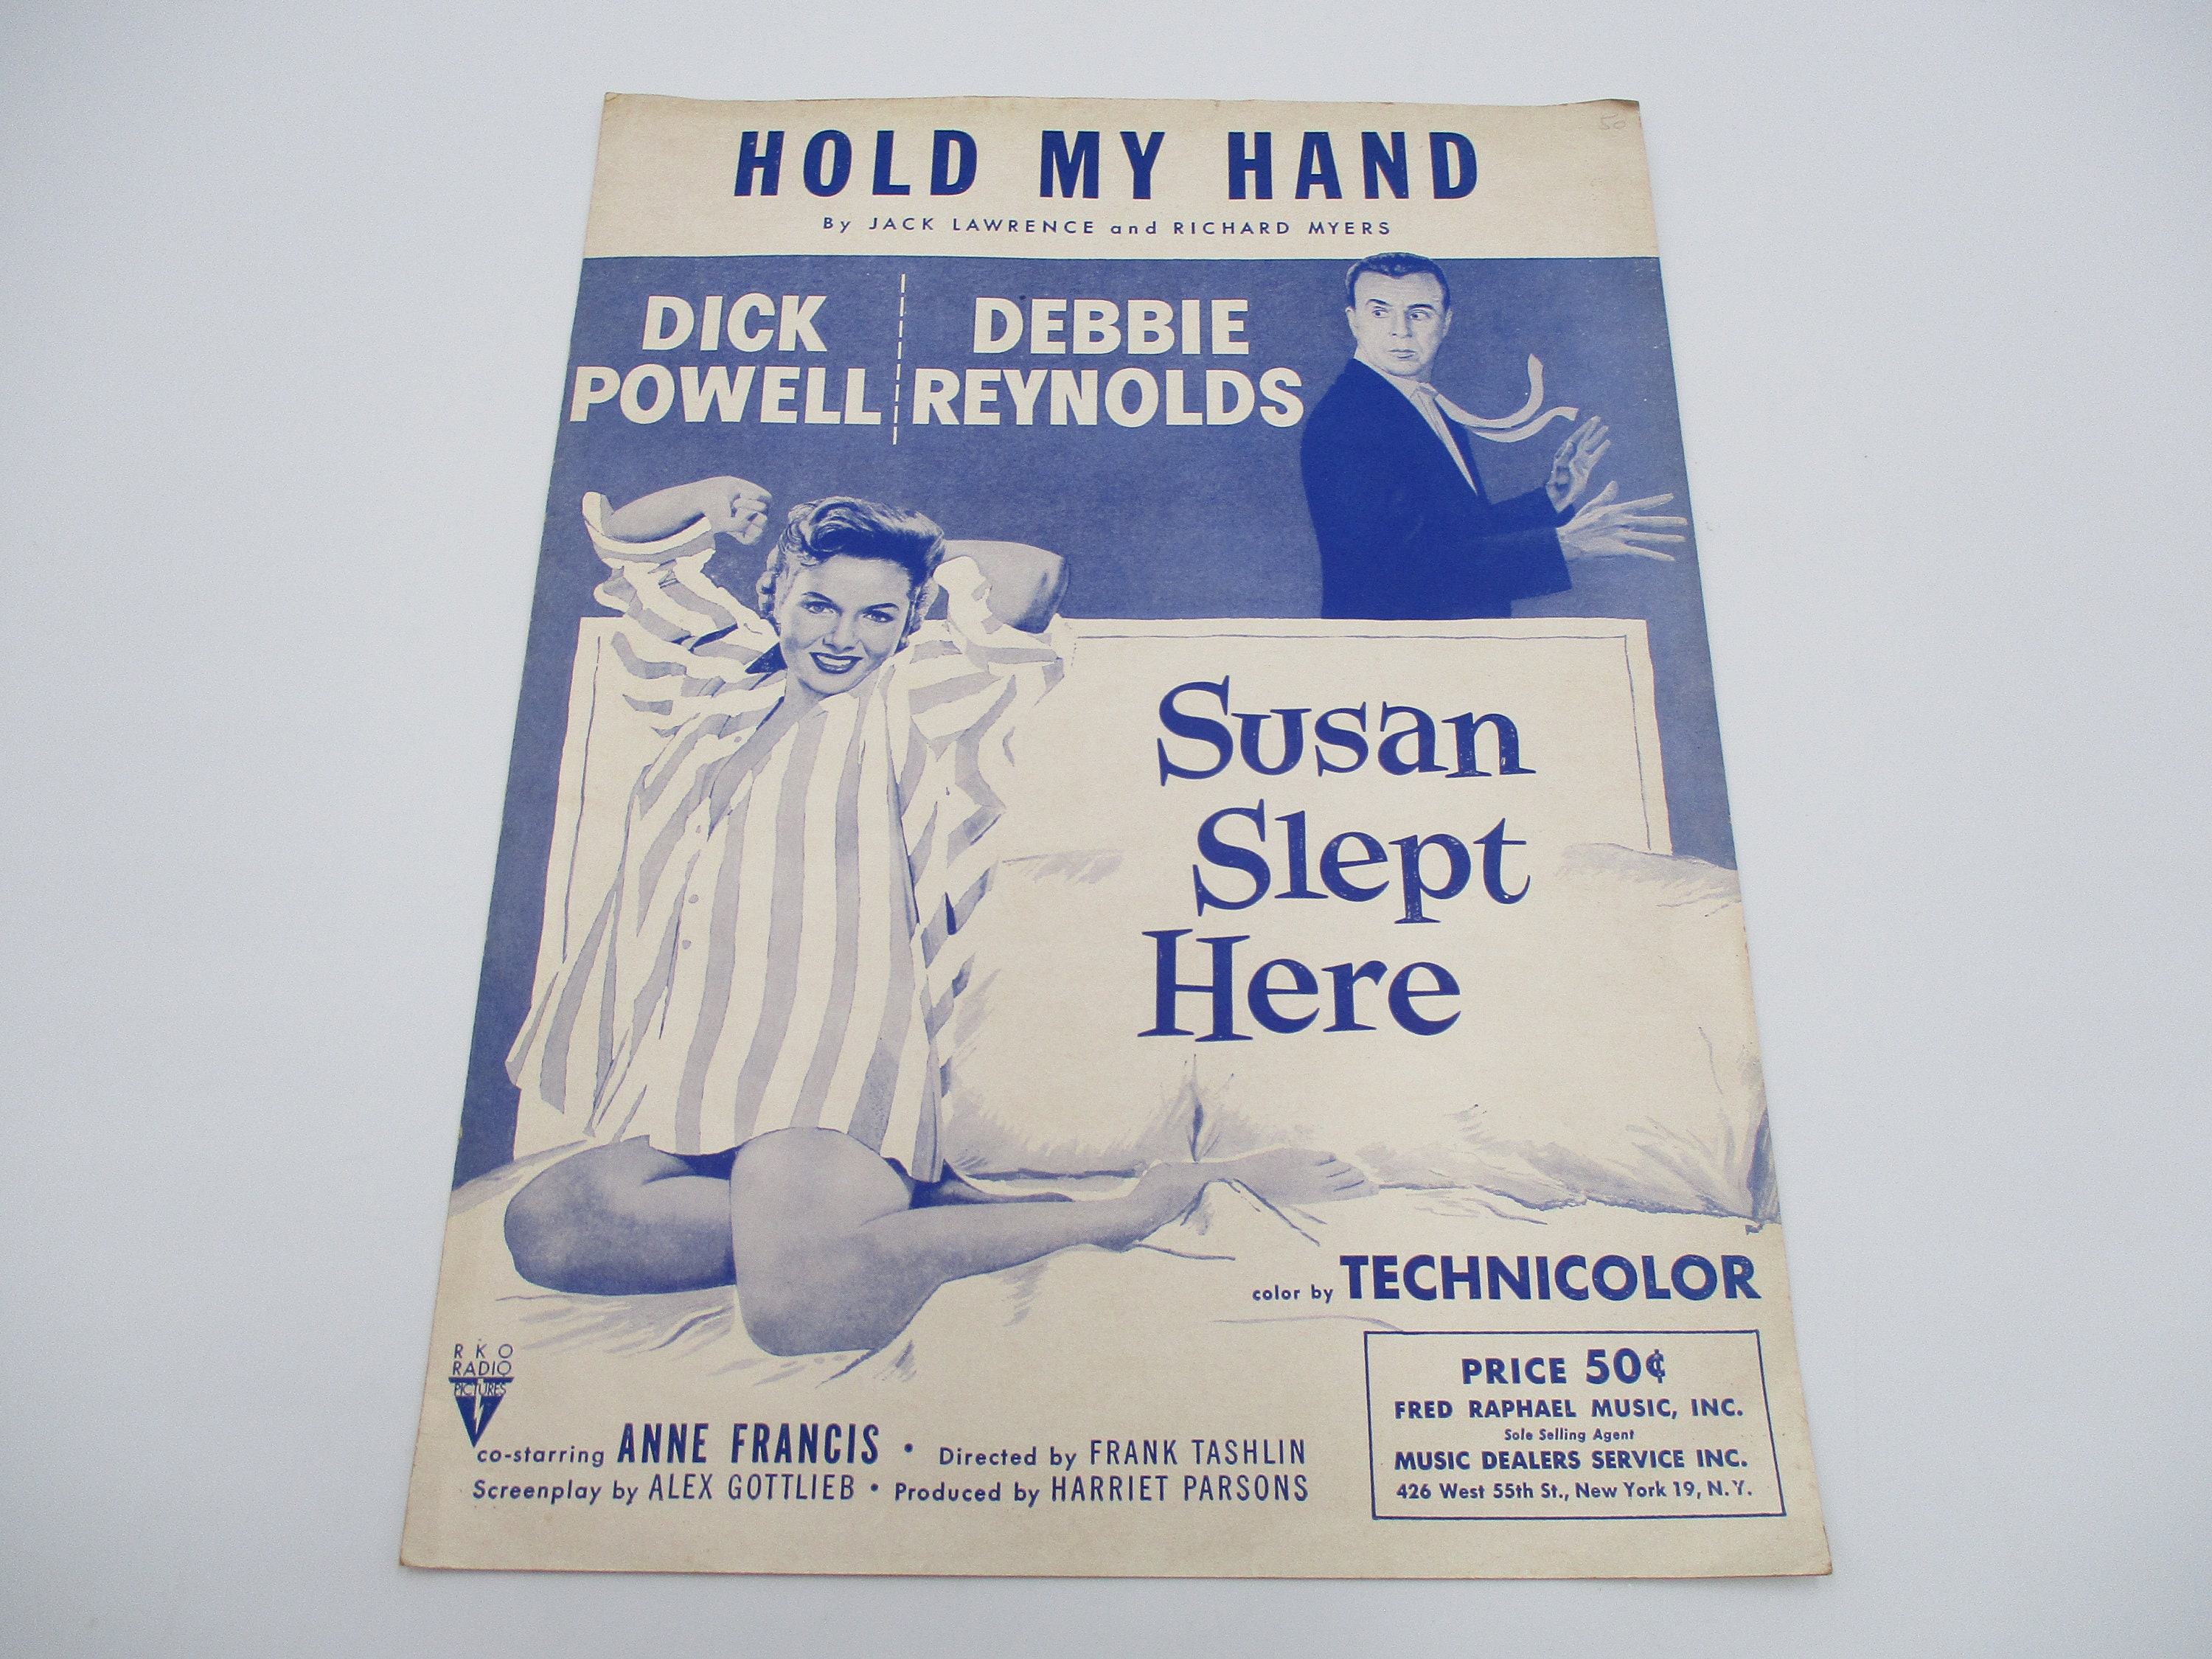 50
HOLD MY HAND
By JACK LAWRENCE and RICHARD MYERS
DICK
POWELL
DEBBIE
REYNOLDS
Susan
Slept
Here
color by TECHNICOLOR
RKO
RADIO
PICTURES
co-starring ANNE FRANCIS • Directed by FRANK TASHLIN
Screenplay by ALEX GOTTLIEB • Produced by HARRIET PARSONS
PRICE 50¢
FRED RAPHAEL MUSIC, INC.
Sole Selling Agent
MUSIC DEALERS SERVICE INC.
426 West 55th St., New York 19, N.Y.